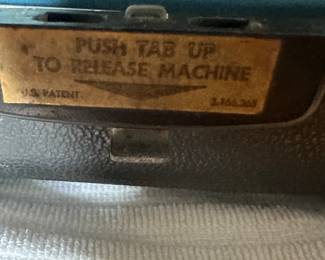 PUSH TAB UP
TO RELEASE MACHINE
U.S. PATENT